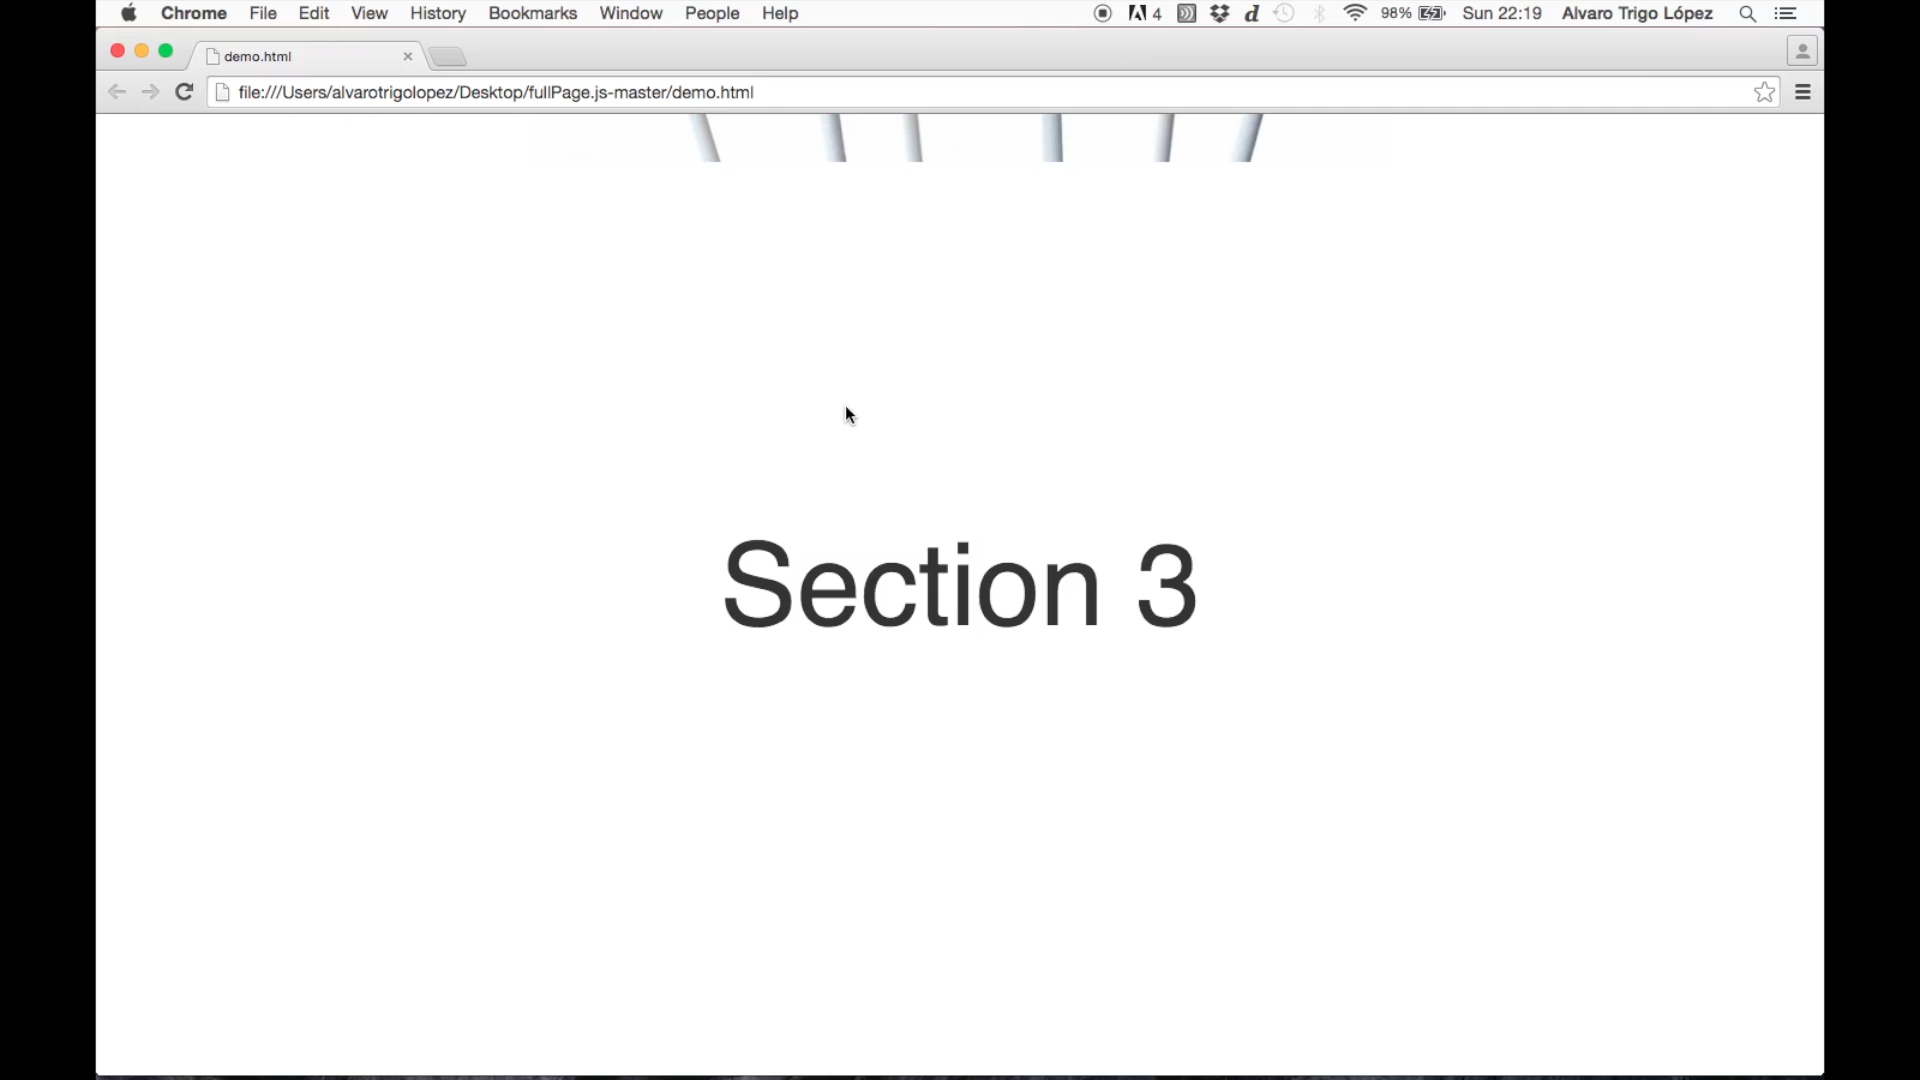 Chrome File Edit View History Bookmarks Window People Help 4 98% Sun 22:19 Alvaro Trigo López
demo.html
file:///Users/alvarotrigolopez/Desktop/fullPage.js-master/demo.html
Section 3